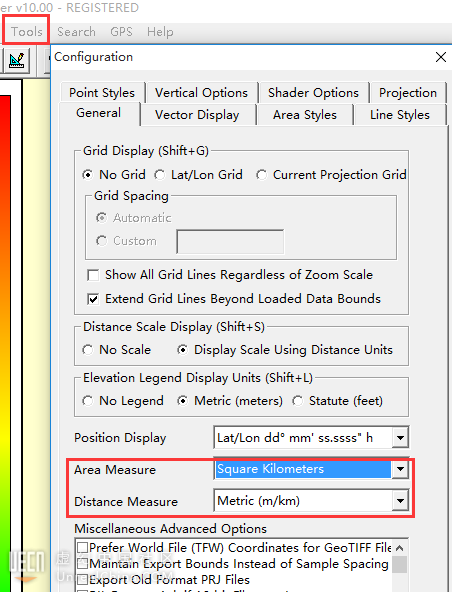 er v10.00 - REGISTERED
Tools Search GPS Help
Configuration
Point Styles Vertical Options Shader Options Projection
General Vector Display Area Styles Line Styles
Grid Display (Shift+G)
No Grid Lat/Lon Grid Current Projection Grid
Grid Spacing
Automatic
Custom
Show All Grid Lines Regardless of Zoom Scale
Extend Grid Lines Beyond Loaded Data Bounds
Distance Scale Display (Shift+S)
No Scale Display Scale Using Distance Units
Elevation Legend Display Units (Shift+L)
No Legend Metric (meters) Statute (feet)
Position Display Lat/Lon dd° mm' ss.ssss" h
Area Measure Square Kilometers
Distance Measure Metric (m/km)
Miscellaneous Advanced Options
Prefer World File (TFW) Coordinates for GeoTIFF File
Maintain Export Bounds Instead of Sample Spacing
Export Old Format PRJ Files